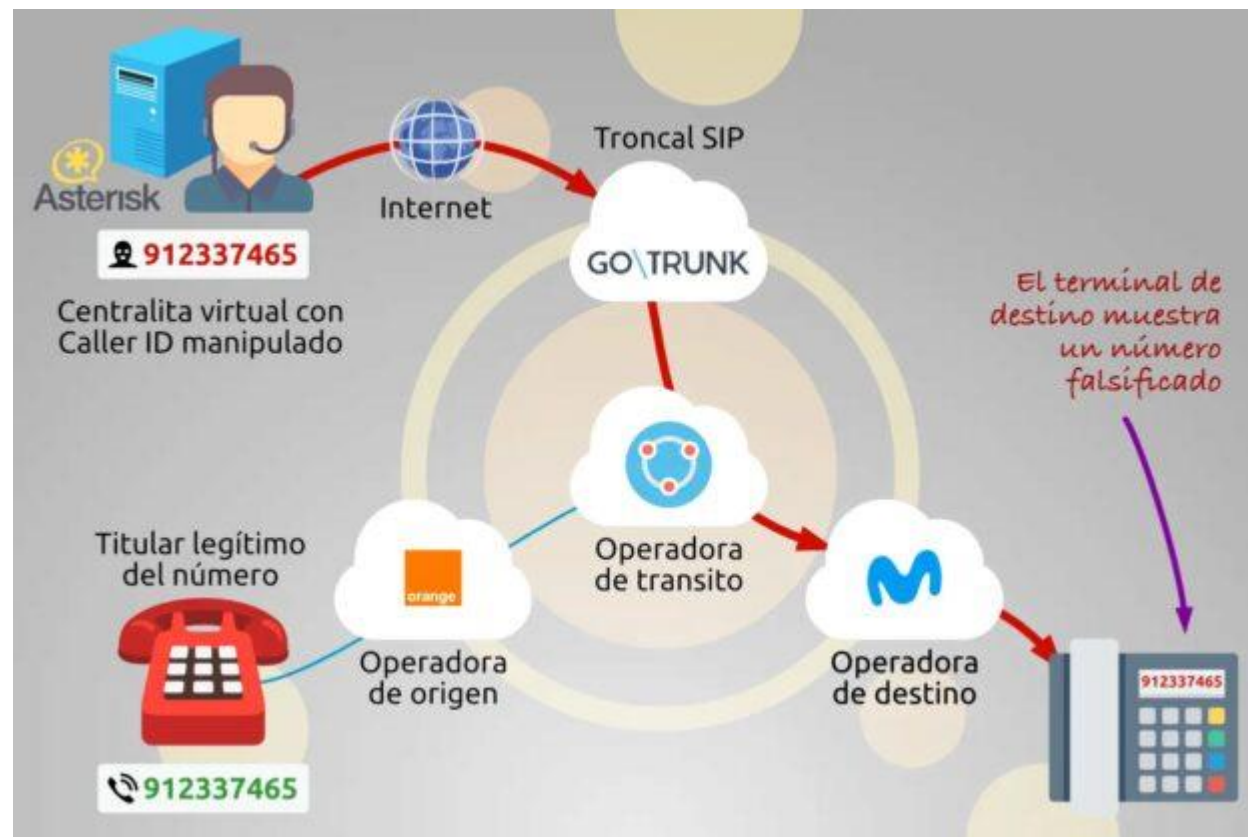 Asterisk
912337465
Centralita virtual con
Caller ID manipulado
Internet
Troncal SIP
GO\TRUNK
El terminal de
destino muestra
un número
falsificado
Operadora
de transito
Titular legítimo
del número
orange
Operadora
de origen
Operadora
de destino
912337465
912337465